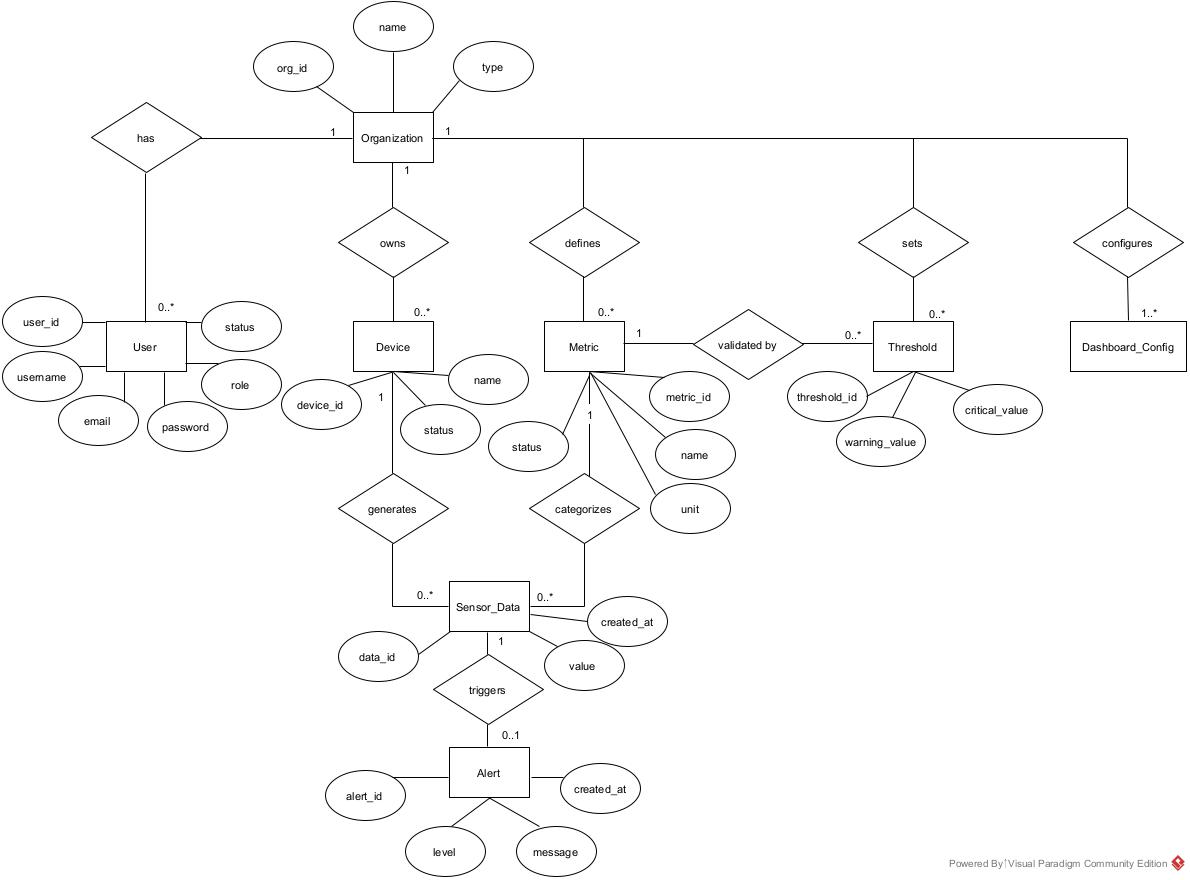 name
org_id
type
has
1
Organization
1
1
owns
defines
sets
configures
0..*
0..*
0..*
0..*
1..*
user_id
status
User
Device
Metric
1
validated by
0..*
Threshold
Dashboard_Config
username
role
email
password
device_id
1
name
status
metric_id
1
status
name
unit
threshold_id
critical_value
warning_value
generates
categorizes
0..*
0..*
Sensor_Data
created_at
data_id
1
value
triggers
0..1
Alert
alert_id
created_at
level
message
Powered By Visual Paradigm Community Edition